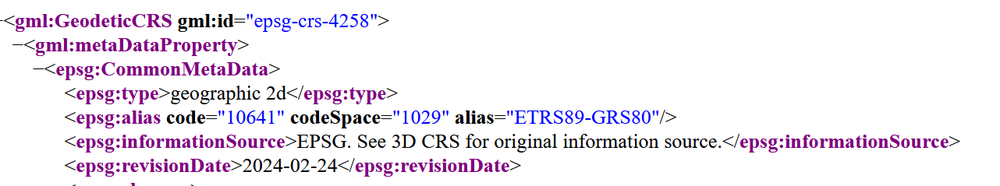 −<gml:GeodeticCRS gml:id="epsg-crs-4258">
−<gml:metaDataProperty>
−<epsg:CommonMetaData>
<epsg:type>geographic 2d</epsg:type>
<epsg:alias code="10641" codeSpace="1029" alias="ETRS89-GRS80"/>
<epsg:informationSource>EPSG. See 3D CRS for original information source.</epsg:informationSource>
<epsg:revisionDate>2024-02-24</epsg:revisionDate>